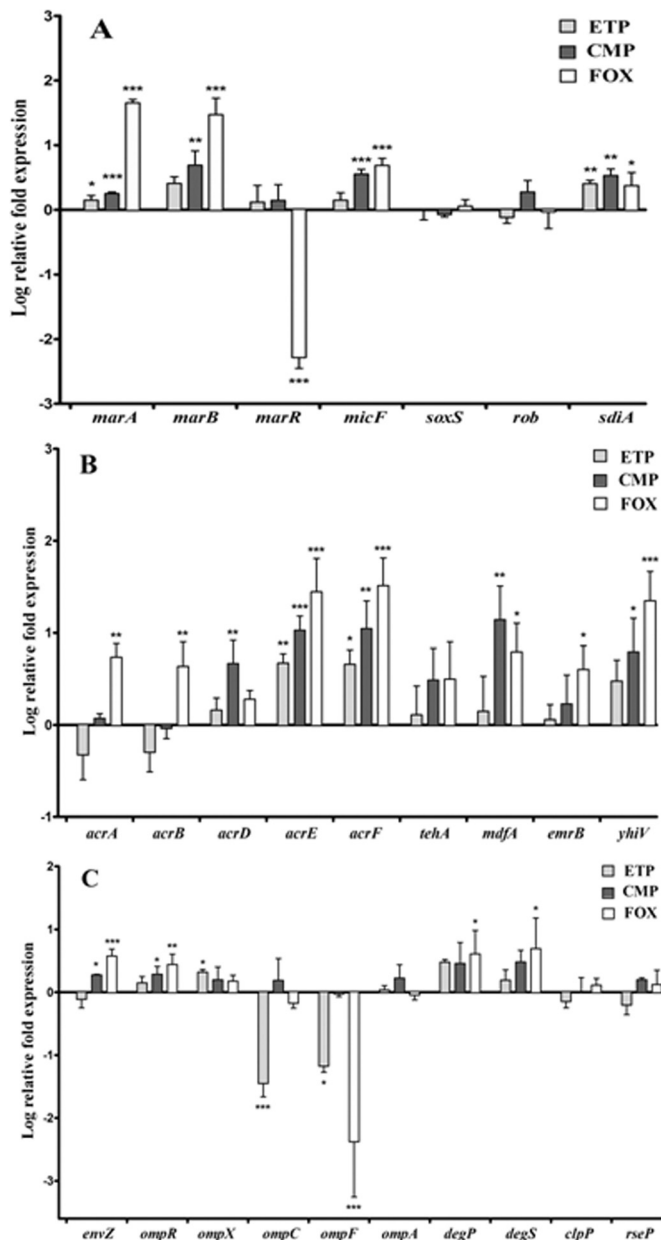 A
ETP
CMP
FOX
Log relative fold expression
3
2
1
0
-1
-2
-3
* *** ***
** ***
***
*** ***
** ** *
marA marB marR micF soxS rob sdiA
B
ETP
CMP
FOX
Log relative fold expression
3
2
1
0
-1
**
**
**
** *** ***
* ** ***
** *
*
* ***
acrA acrB acrD acrE acrF tehA mdfA emrB yhiV
C
ETP
CMP
FOX
Log relative fold expression
2
1
0
-1
-2
-3
* ***
* **
*
***
* ***
*
*
envZ ompR ompX ompC ompF ompA degP degS clpP rseP